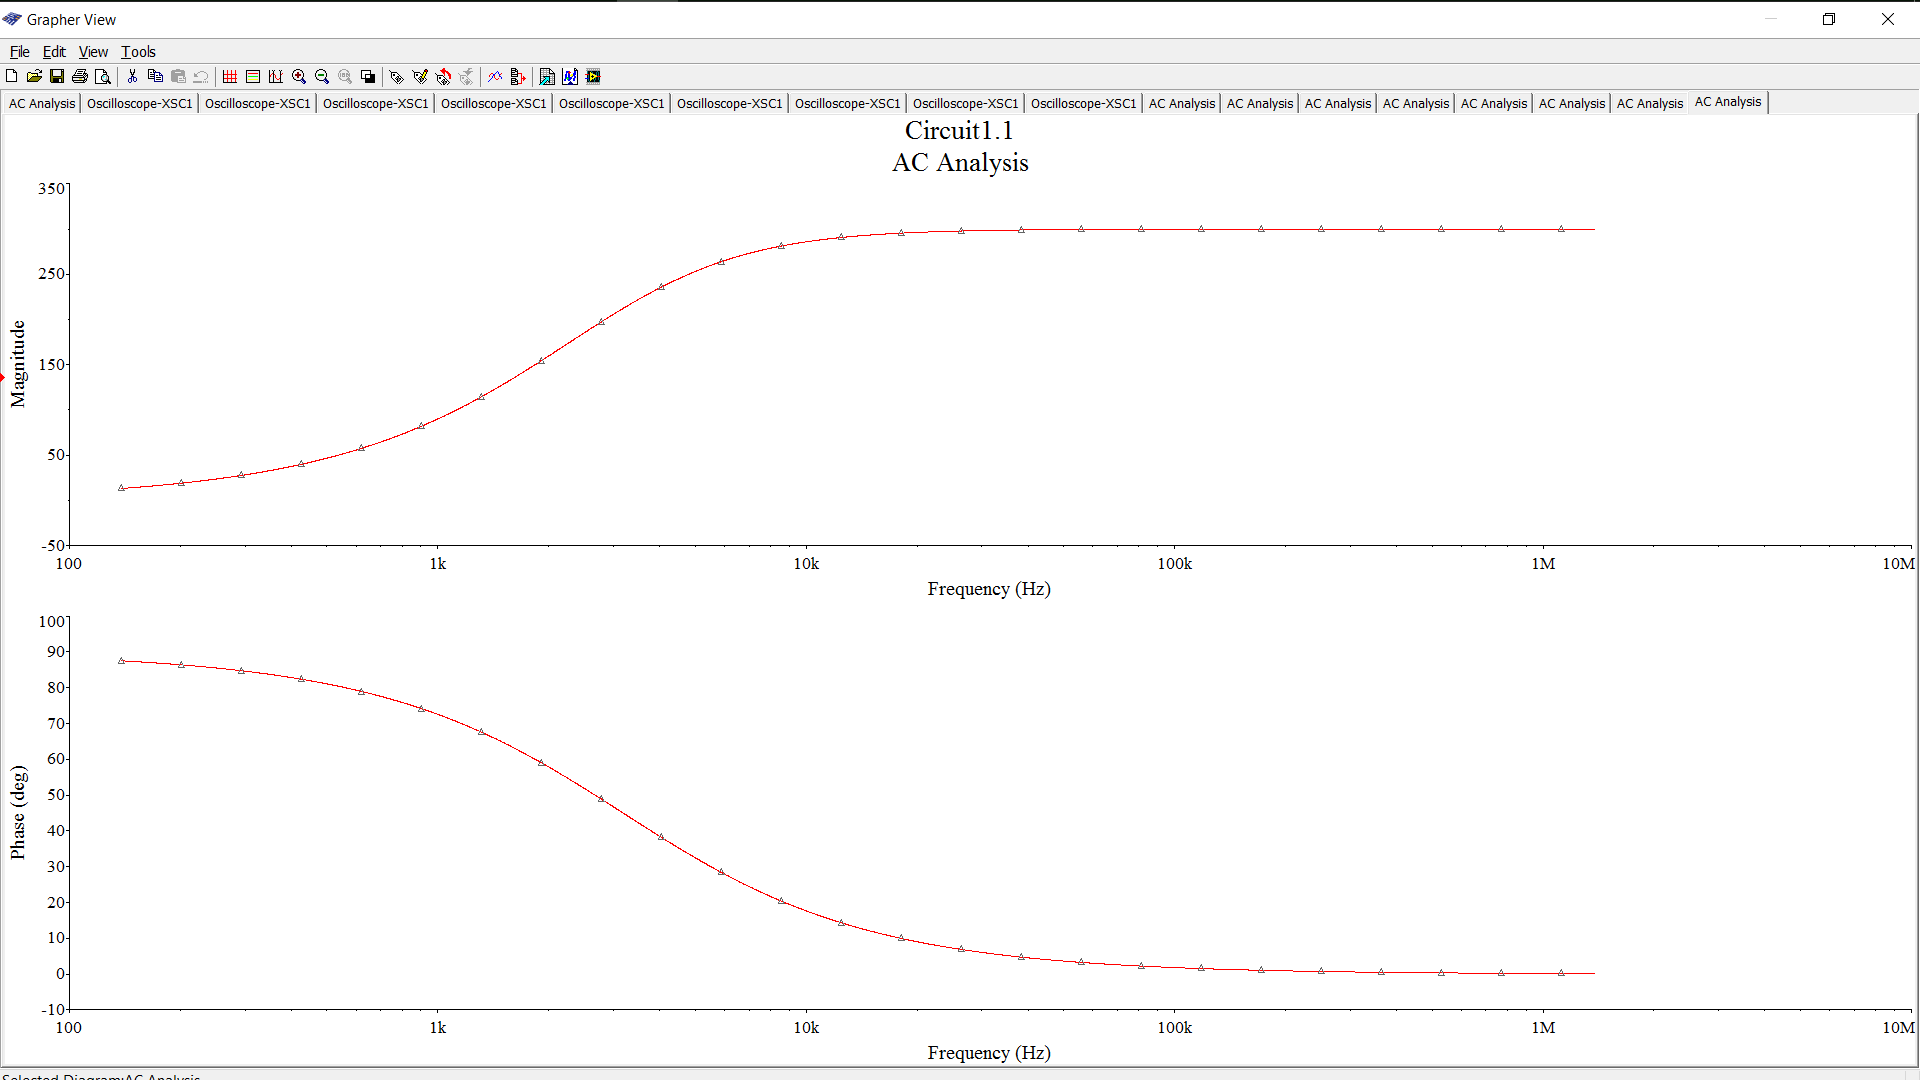 Grapher View
File Edit View Tools
AC Analysis Oscilloscope-XSC1 Oscilloscope-XSC1 Oscilloscope-XSC1 Oscilloscope-XSC1 Oscilloscope-XSC1 Oscilloscope-XSC1 Oscilloscope-XSC1 Oscilloscope-XSC1 Oscilloscope-XSC1 AC Analysis AC Analysis AC Analysis AC Analysis AC Analysis AC Analysis AC Analysis AC Analysis
Circuit1.1
AC Analysis
350
250
150
50
-50
Magnitude
100 1k 10k 100k 1M 10M
Frequency (Hz)
100
90
80
70
60
50
40
30
20
10
0
-10
Phase (deg)
100 1k 10k 100k 1M 10M
Frequency (Hz)
Selected Diagram:AC Analysis